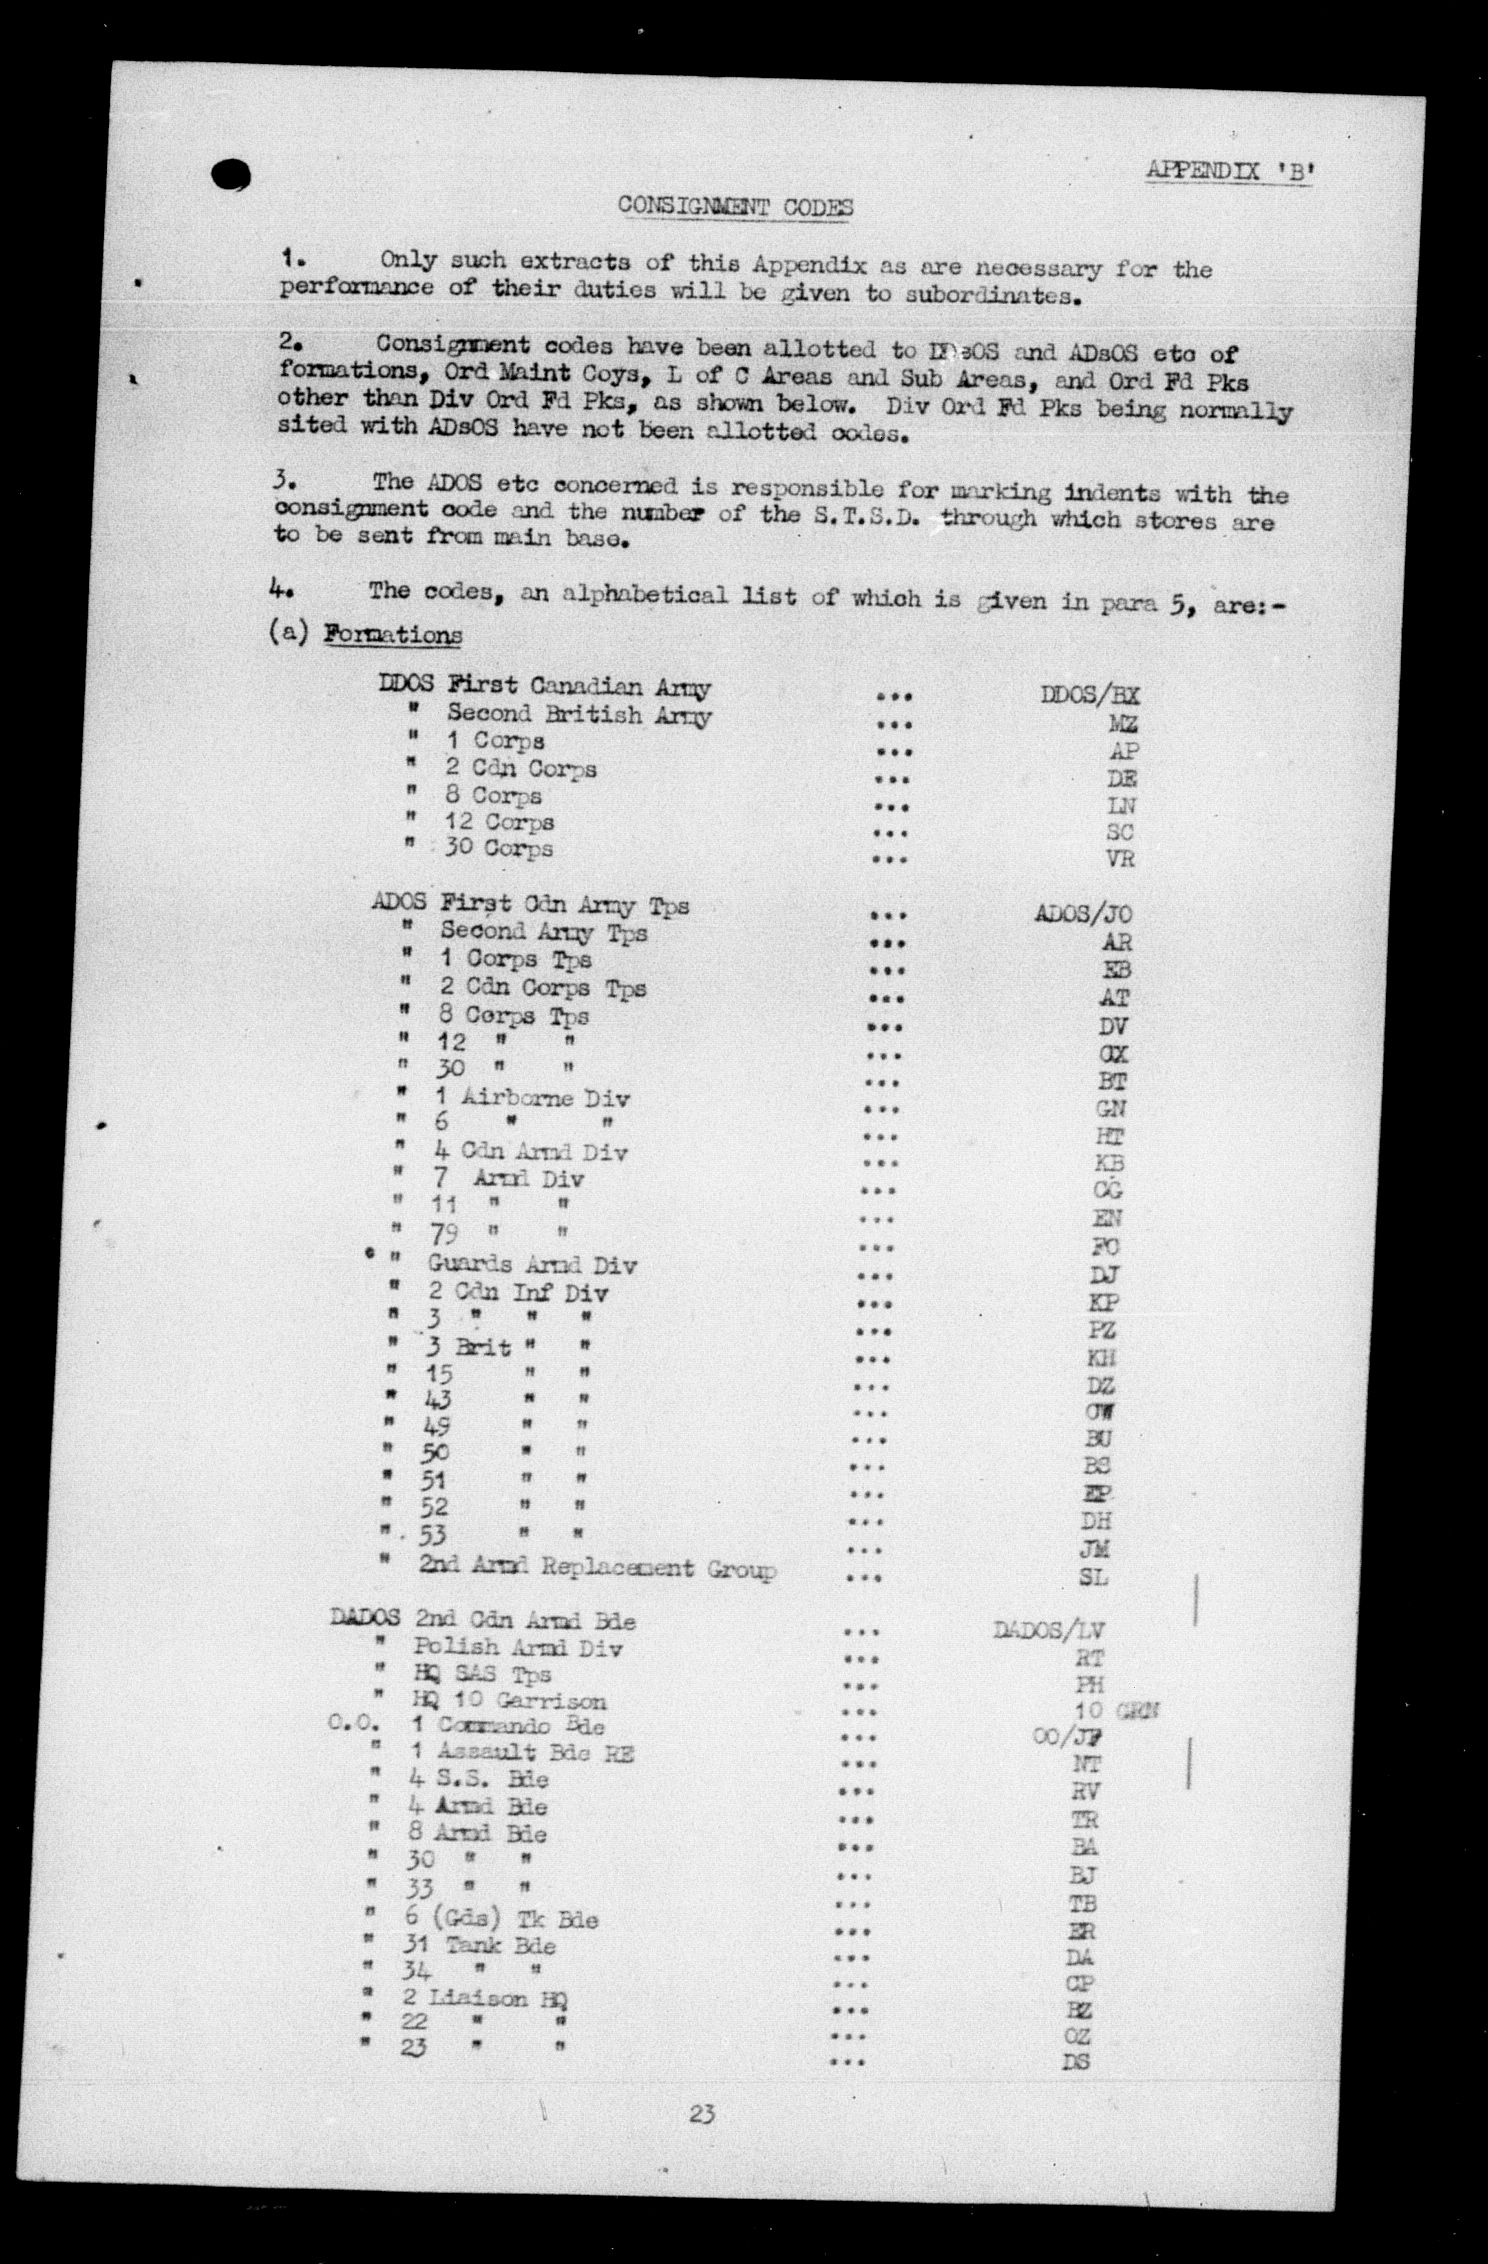 APPENDIX 'B'
CONSIGNMENT CODES
1. Only such extracts of this Appendix as are necessary for the
performance of their duties will be given to subordinates.
2. Consignment codes have been allotted to DDsOS and ADsOS etc of
formations, Ord Maint Coys, L of C Areas and Sub Areas, and Ord Fd Pks
other than Div Ord Fd Pks, as shown below. Div Ord Fd Pks being normally
sited with ADsOS have not been allotted codes.
3. The ADOS etc concerned is responsible for marking indents with the
consignment code and the number of the S.T.S.D. through which stores are
to be sent from main base.
4. The codes, an alphabetical list of which is given in para 5, are:-
(a) Formations
DDOS First Canadian Army ... DDOS/BX
" Second British Army ... MZ
" 1 Corps ... AP
" 2 Cdn Corps ... DE
" 8 Corps ... LN
" 12 Corps ... SC
" 30 Corps ... VR
ADOS First Cdn Army Tps ... ADOS/JO
" Second Army Tps ... AR
" 1 Corps Tps ... EB
" 2 Cdn Corps Tps ... AT
" 8 Corps Tps ... DV
" 12 " " ... CX
" 30 " " ... BT
" 1 Airborne Div ... GN
" 6 " " ... HT
" 4 Cdn Armd Div ... KB
" 7 Armd Div ... CG
" 11 " " ... EN
" 79 " " ... FO
" Guards Armd Div ... DJ
" 2 Cdn Inf Div ... KP
" 3 " " " ... PZ
" 3 Brit " " ... KH
" 15 " " ... DZ
" 43 " " ... CW
" 49 " " ... BU
" 50 " " ... BS
" 51 " " ... EP
" 52 " " ... DH
" 53 " " ... JM
" 2nd Armd Replacement Group ... SL
DADOS 2nd Cdn Armd Bde ... DADOS/LV
" Polish Armd Div ... RT
" HQ SAS Tps ... PH
" HQ 10 Garrison ... 10 GRN
O.O. 1 Commando Bde ... OO/JF
" 1 Assault Bde RE ... NT
" 4 S.S. Bde ... RV
" 4 Armd Bde ... TR
" 8 Armd Bde ... BA
" 30 " " ... BJ
" 33 " " ... TB
" 6 (Gds) Tk Bde ... ER
" 31 Tank Bde ... DA
" 34 " " ... CP
" 2 Liaison HQ ... BZ
" 22 " " ... OZ
" 23 " " ... DS
23